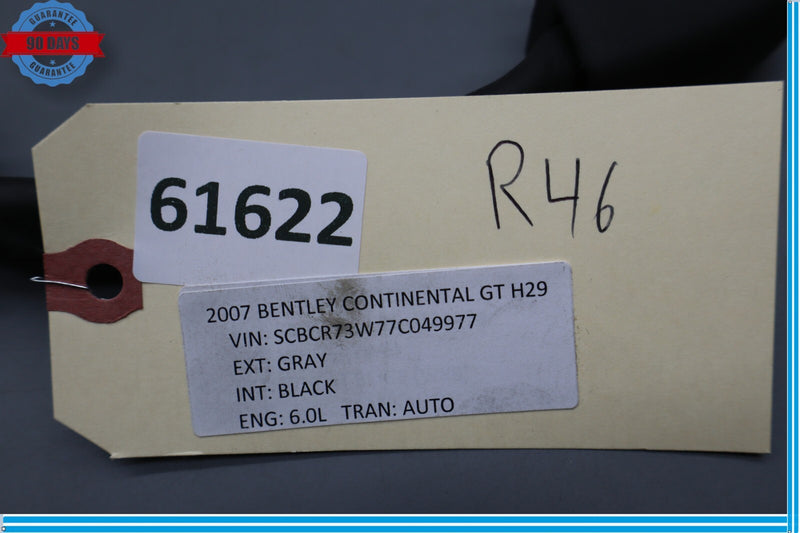 GUARANTEE
90 DAYS
GUARANTEE
61622
R46
2007 BENTLEY CONTINENTAL GT H29
VIN: SCBCR73W77C049977
EXT: GRAY
INT: BLACK
ENG: 6.0L TRAN: AUTO